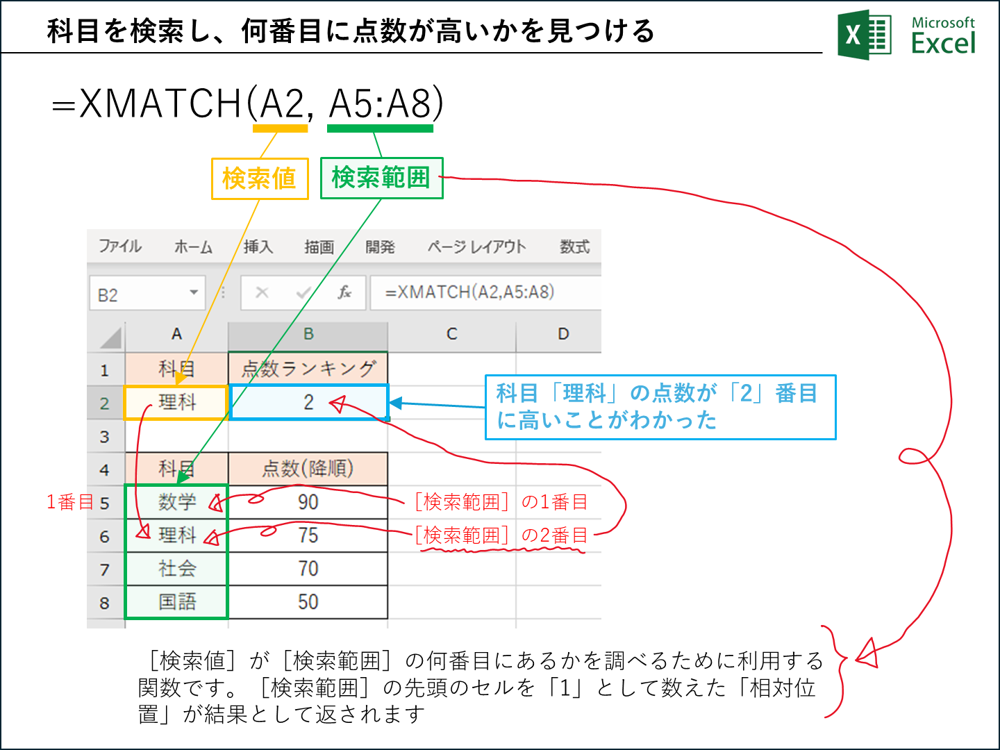 科目を検索し、何番目に点数が高いかを見つける
Microsoft
Excel
=XMATCH(A2, A5:A8)
検索値
検索範囲
ファイル ホーム 挿入 描画 開発 ページ レイアウト 数式
B2 fx =XMATCH(A2,A5:A8)
A B C D
1 科目 点数ランキング
2 理科 2
科目「理科」の点数が「2」番目
に高いことがわかった
3
4 科目 点数(降順)
1番目 5 数学 90 ［検索範囲］の1番目
6 理科 75 ［検索範囲］の2番目
7 社会 70
8 国語 50
［検索値］が［検索範囲］の何番目にあるかを調べるために利用する
関数です。［検索範囲］の先頭のセルを「1」として数えた「相対位
置」が結果として返されます